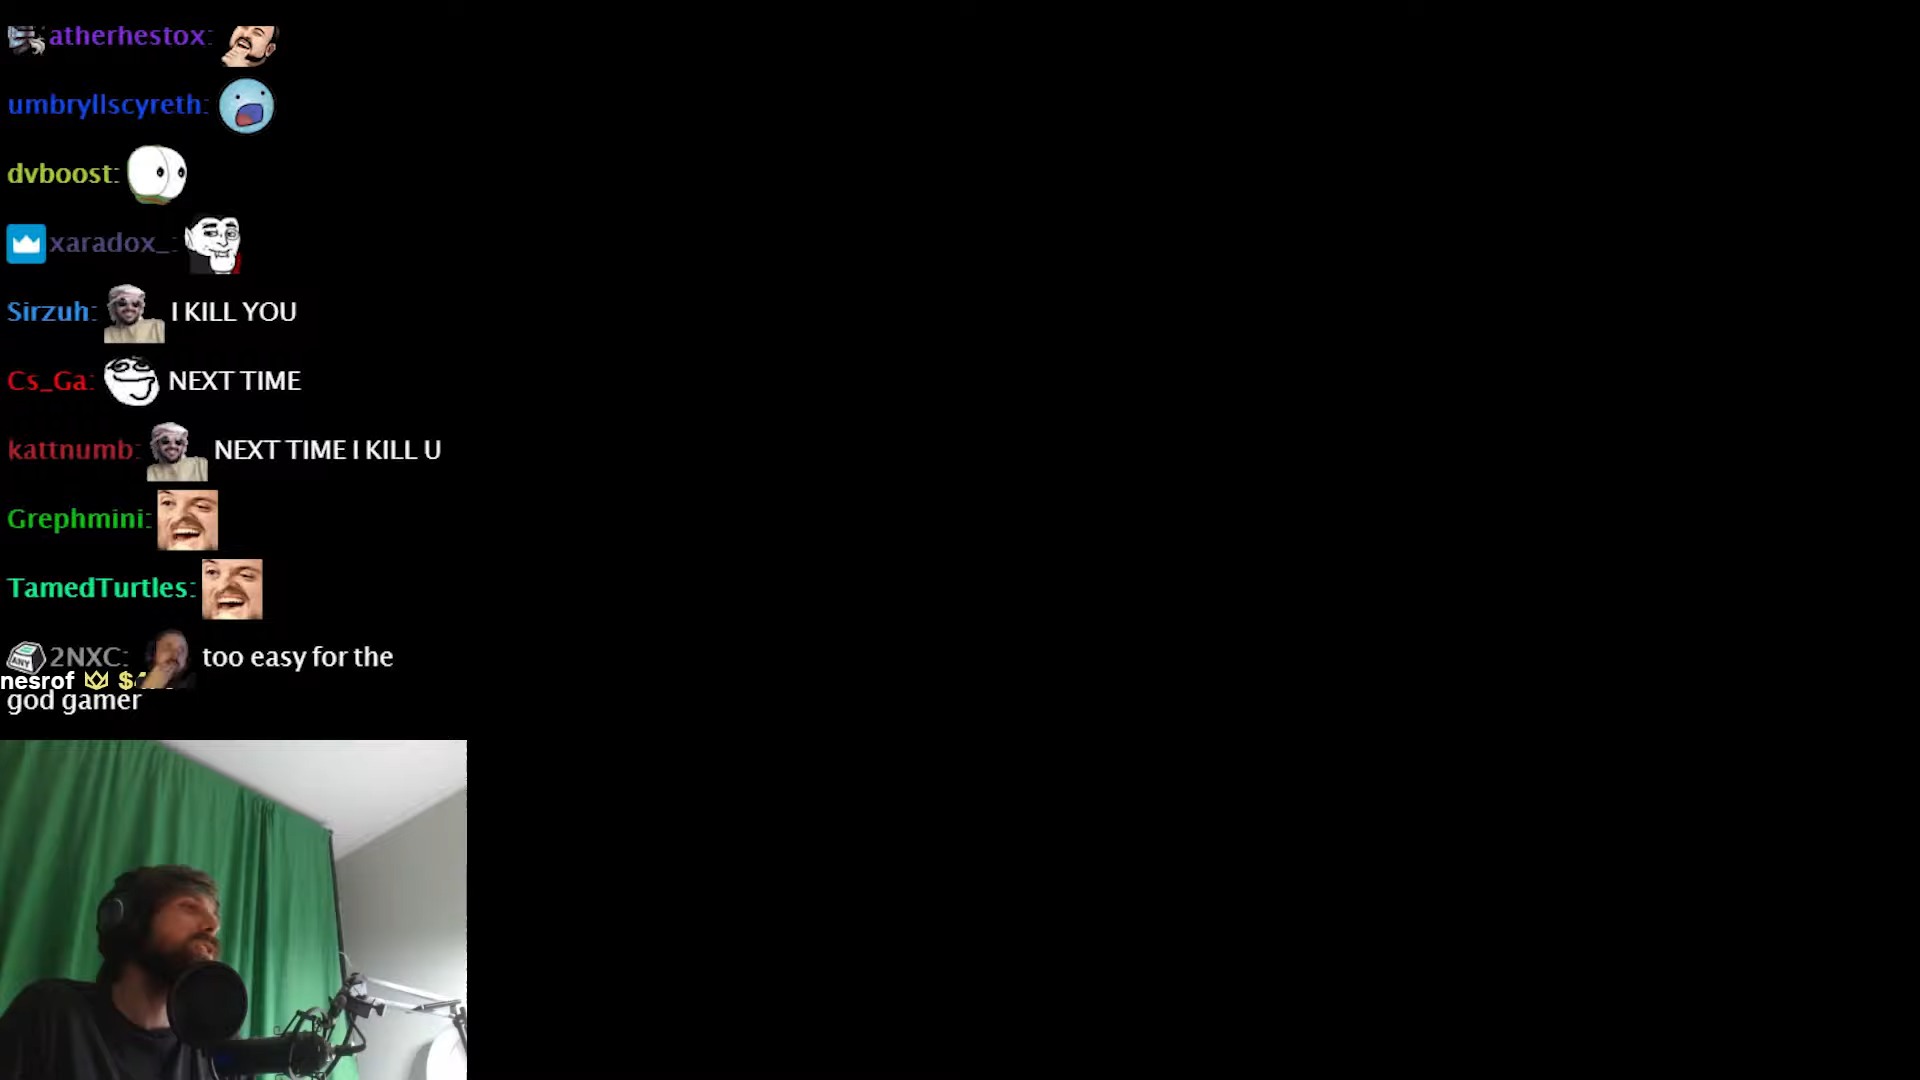 atherhestox:
umbryllscyreth:
dvboost:
xaradox_:
Sirzuh: I KILL YOU
Cs_Ga: NEXT TIME
kattnumb: NEXT TIME I KILL U
Grephmini:
TamedTurtles:
ANY 2NXC: too easy for the
nesrof $
god gamer